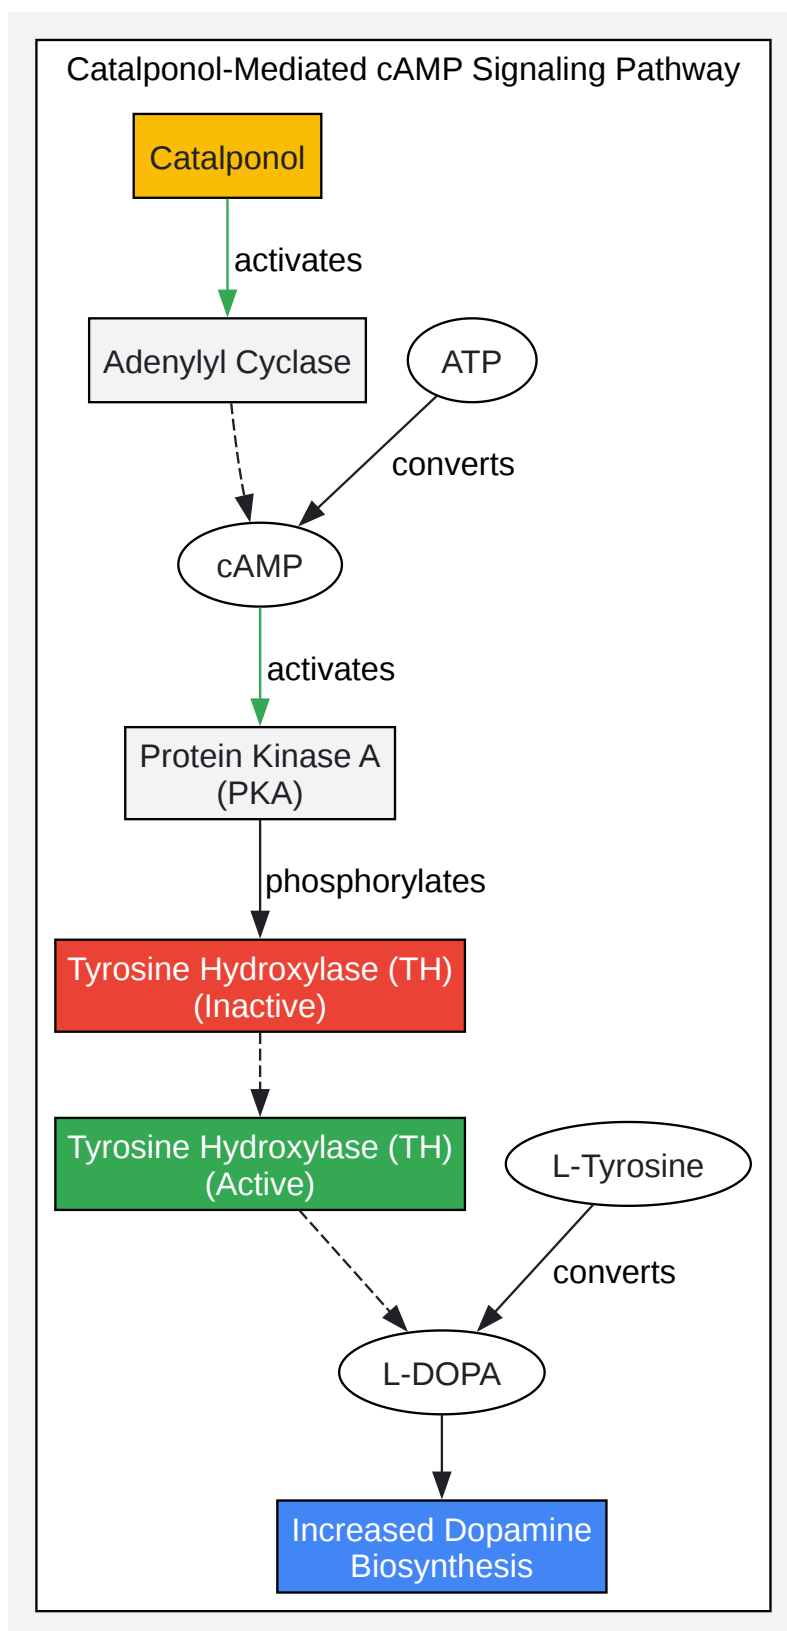 Catalponol-Mediated cAMP Signaling Pathway
Catalponol
activates
Adenylyl Cyclase
ATP
converts
cAMP
activates
Protein Kinase A
(PKA)
phosphorylates
Tyrosine Hydroxylase (TH)
(Inactive)
Tyrosine Hydroxylase (TH)
(Active)
L-Tyrosine
converts
L-DOPA
Increased Dopamine
Biosynthesis